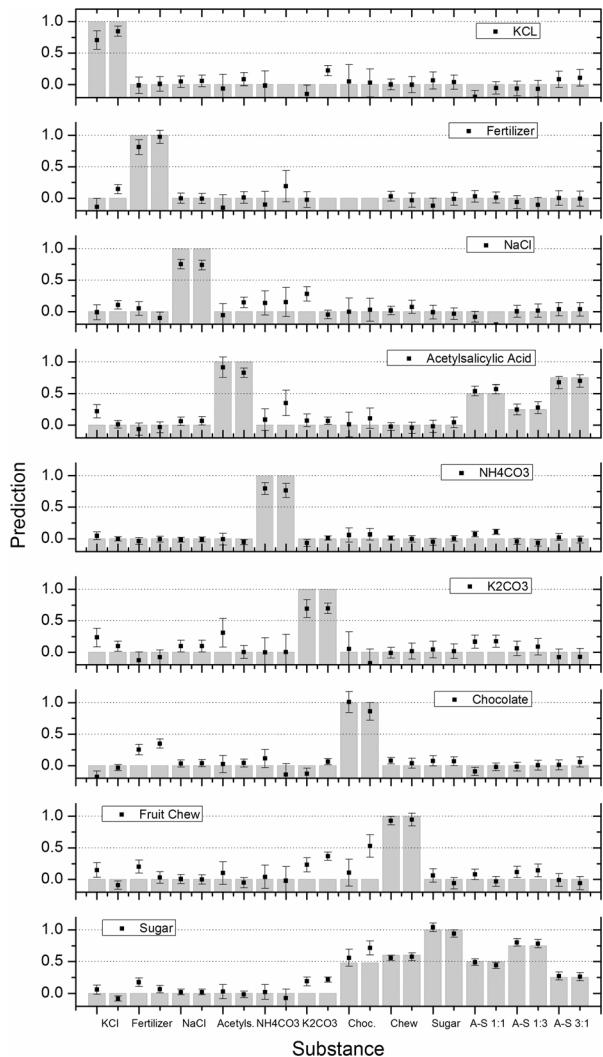 1.0
KCL
0.5
0.0
1.0
Fertilizer
0.5
0.0
1.0
NaCl
0.5
0.0
1.0
Acetylsalicylic Acid
0.5
0.0
1.0
NH4CO3
0.5
0.0
Prediction
1.0
K2CO3
0.5
0.0
1.0
Chocolate
0.5
0.0
1.0
Fruit Chew
0.5
0.0
1.0
Sugar
0.5
0.0
KCl Fertilizer NaCl Acetyls. NH4CO3 K2CO3 Choc. Chew Sugar A-S 1:1 A-S 1:3 A-S 3:1
Substance